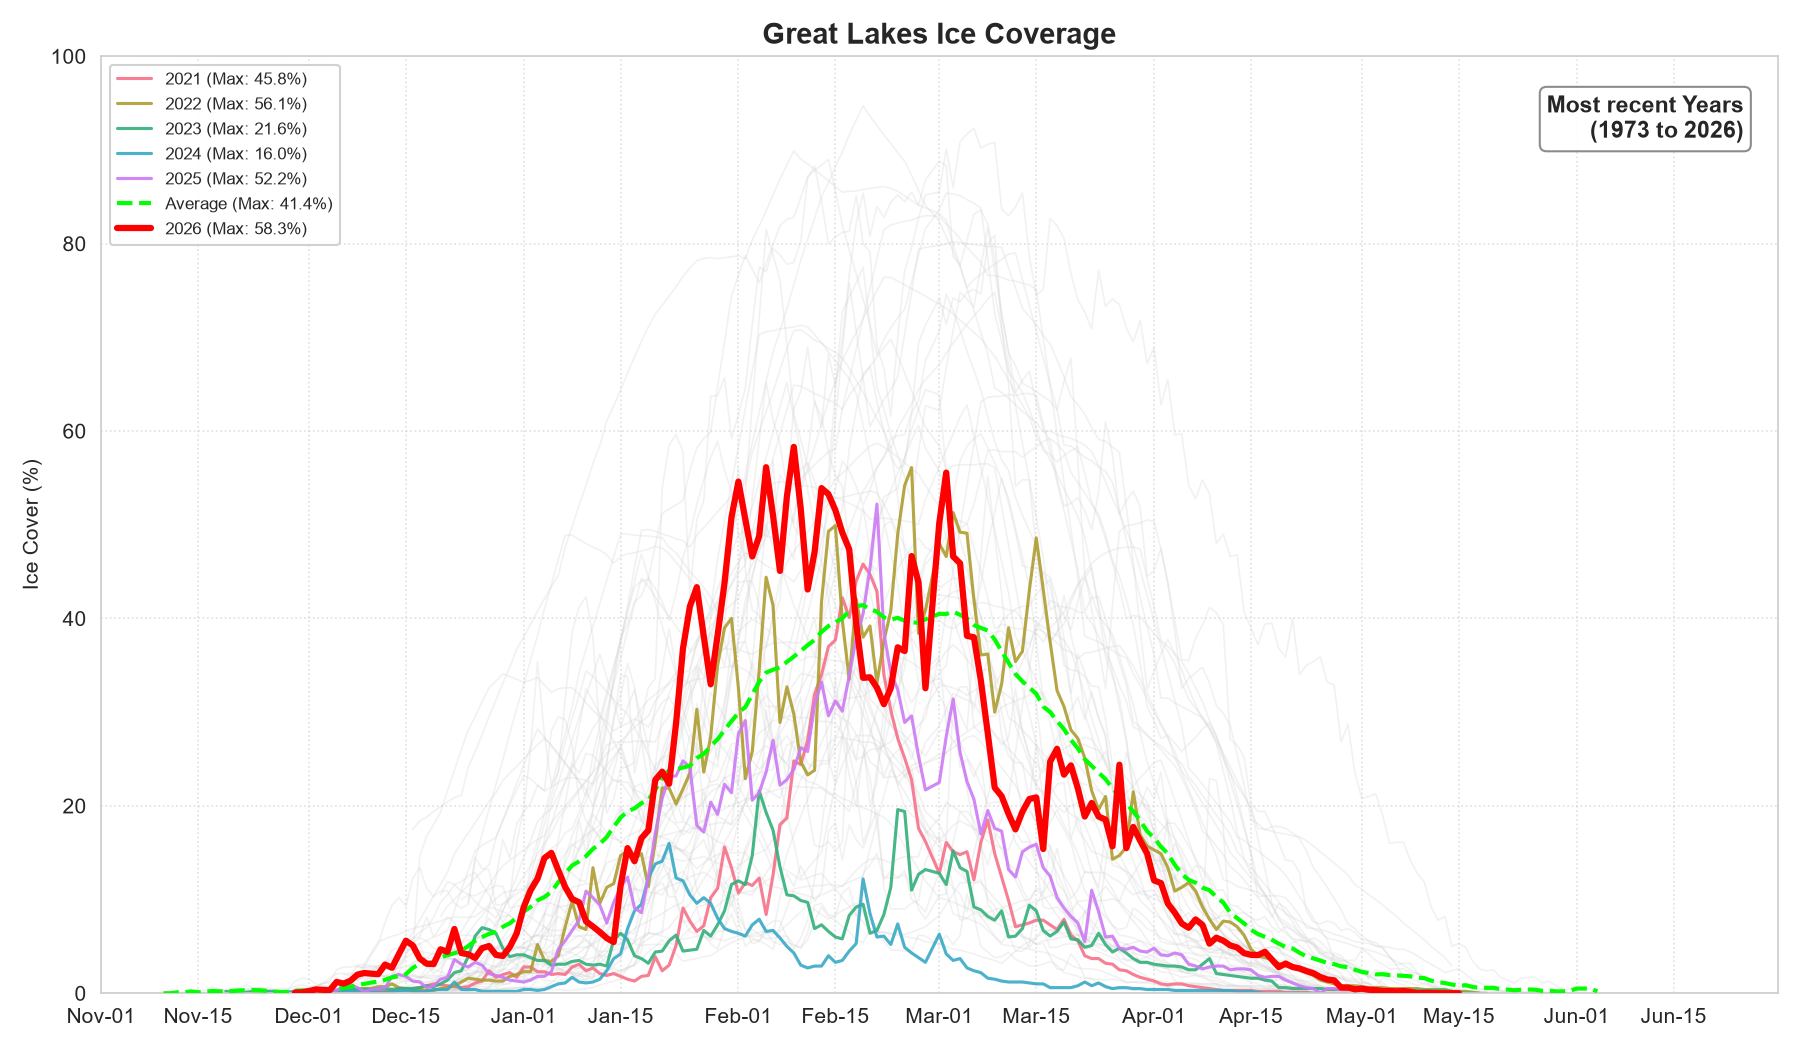 Great Lakes Ice Coverage
100
80
60
40
20
0
Ice Cover (%)
2021 (Max: 45.8%)
2022 (Max: 56.1%)
2023 (Max: 21.6%)
2024 (Max: 16.0%)
2025 (Max: 52.2%)
Average (Max: 41.4%)
2026 (Max: 58.3%)
Most recent Years
(1973 to 2026)
Nov-01 Nov-15 Dec-01 Dec-15 Jan-01 Jan-15 Feb-01 Feb-15 Mar-01 Mar-15 Apr-01 Apr-15 May-01 May-15 Jun-01 Jun-15